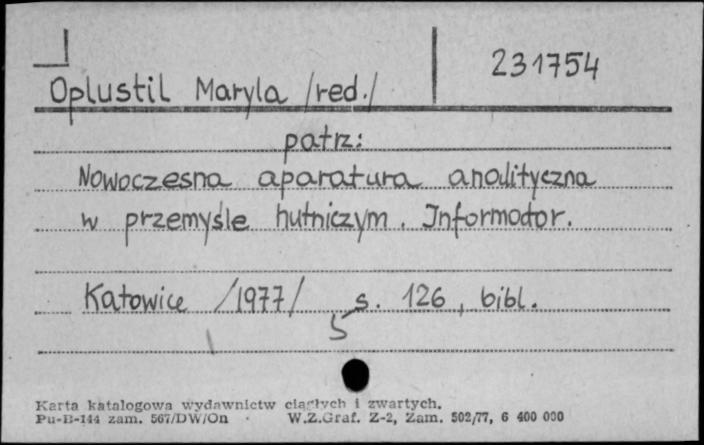 231754
Oplustil Maryla /red./
patrz:
Nowoczesna aparatura analityczna
w przemyśle hutniczym. Informator.
Katowice /1977/ s. 126, bibl.
5
Karta katalogowa wydawnictw ciągłych i zwartych.
Pu-B-144 zam. 567/DW/On W.Z.Graf. Z-2, Zam. 502/77, 6 400 000